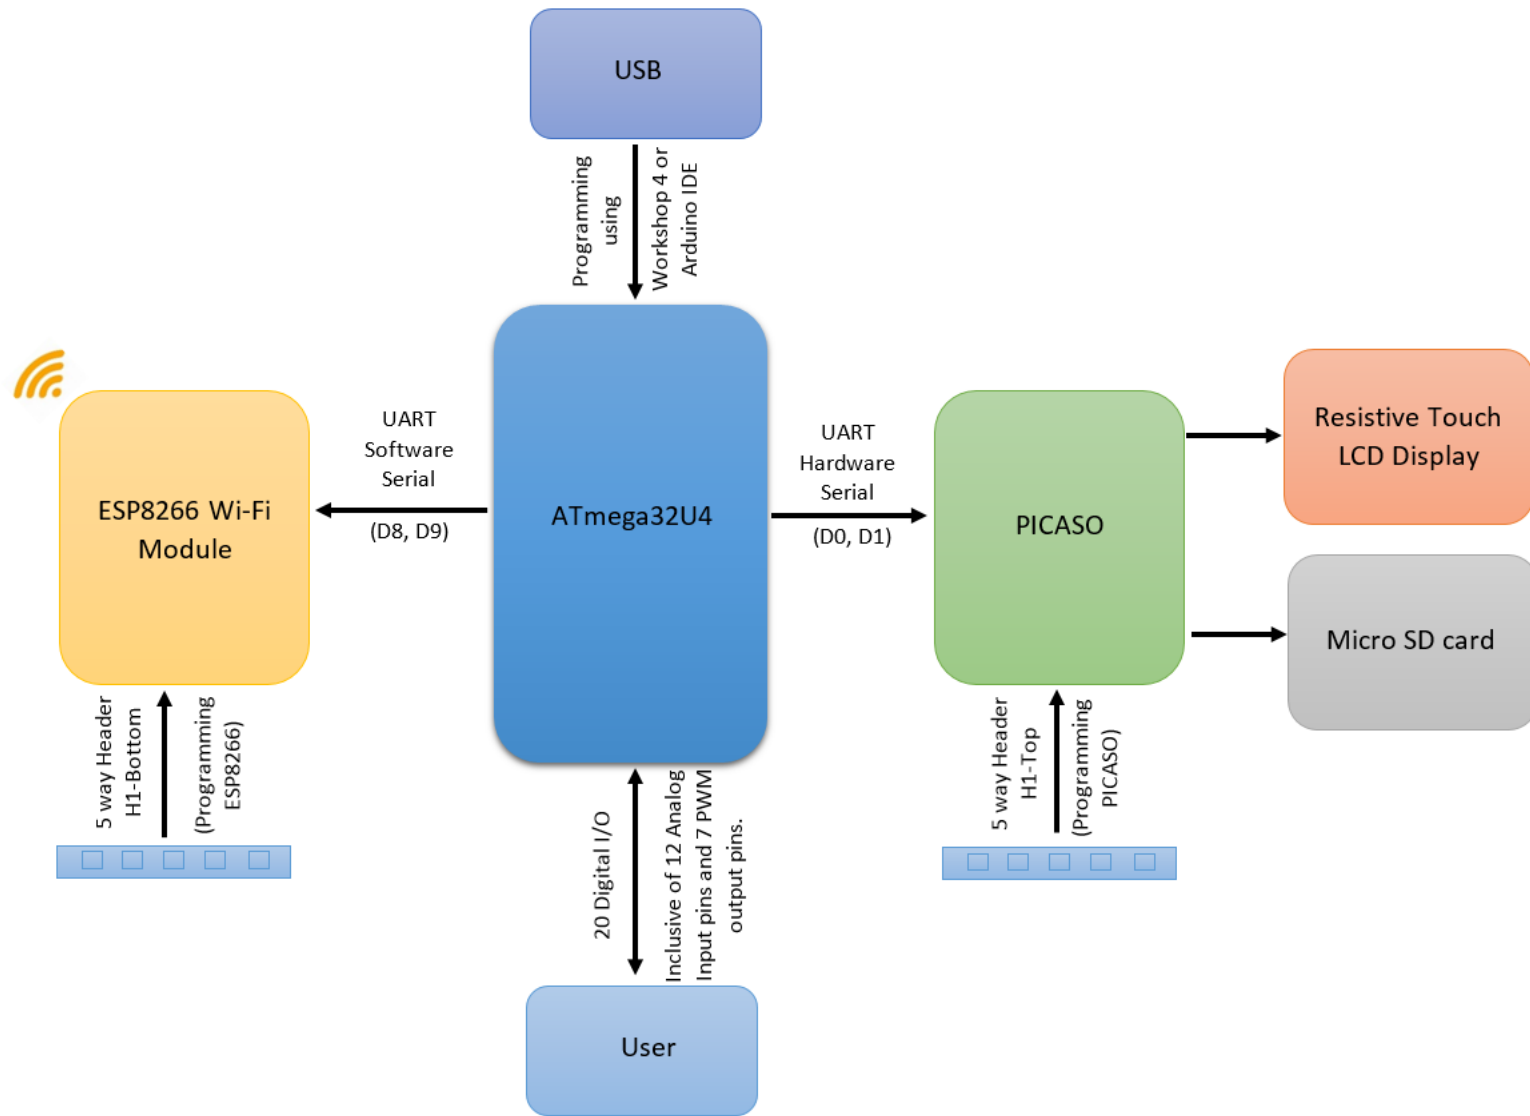 USB
Programming
using
Workshop 4 or
Arduino IDE
UART
Software
Serial
(D8, D9)
UART
Hardware
Serial
(D0, D1)
ESP8266 Wi-Fi
Module
ATmega32U4
PICASO
Resistive Touch
LCD Display
Micro SD card
5 way Header
H1-Bottom
(Programming
ESP8266)
20 Digital I/O
Inclusive of 12 Analog
Input pins and 7 PWM
output pins.
5 way Header
H1-Top
(Programming
PICASO)
User